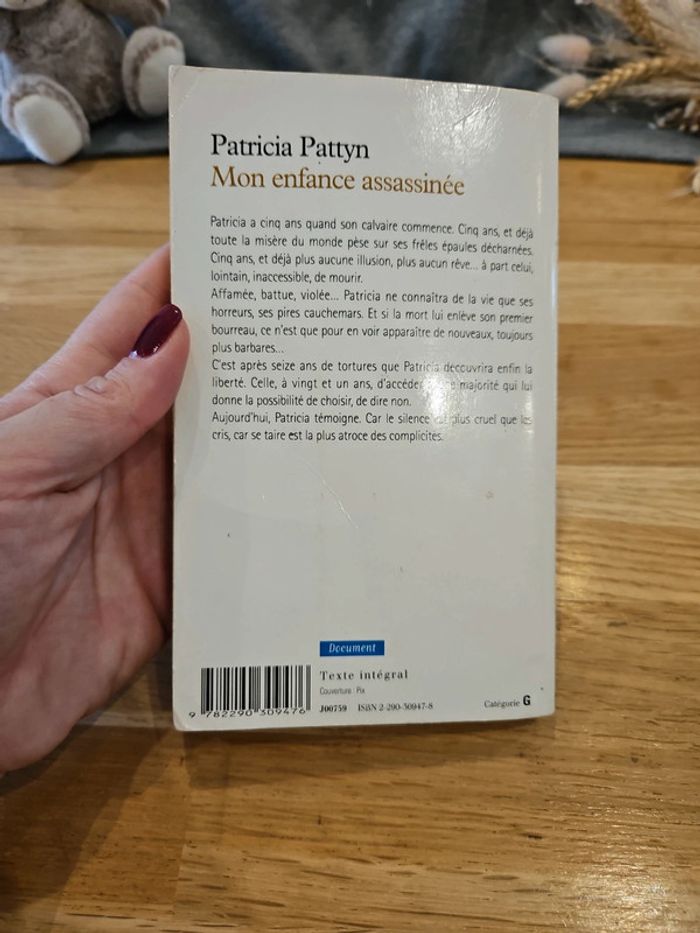 Patricia Pattyn
Mon enfance assassinée
Patricia a cinq ans quand son calvaire commence. Cinq ans, et déjà
toute la misère du monde pèse sur ses frêles épaules décharnées.
Cinq ans, et déjà plus aucune illusion, plus aucun rêve... à part celui,
lointain, inaccessible, de mourir.
Affamée, battue, violée... Patricia ne connaîtra de la vie que ses
horreurs, ses pires cauchemars. Et si la mort lui enlève son premier
bourreau, ce n'est que pour en voir apparaître de nouveaux, toujours
plus barbares...
C'est après seize ans de tortures que Patricia découvrira enfin la
liberté. Celle, à vingt et un ans, d'accéder majorité qui lui
donne la possibilité de choisir, de dire non.
Aujourd'hui, Patricia témoigne. Car le silence est plus cruel que les
cris, car se taire est la plus atroce des complicités.
Document
Texte intégral
Couverture : Pix
J00759 ISBN 2-290-30947-8
Catégorie G
9 782290 309476